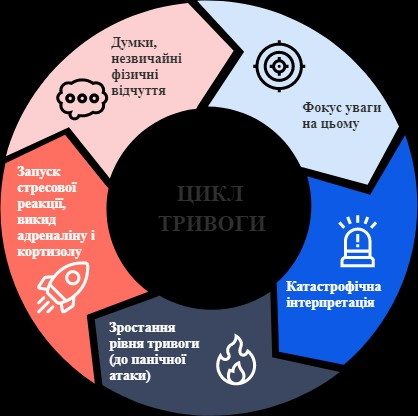 Думки,
незвичайні
фізичні
відчуття
Фокус уваги
на цьому
Катастрофічна
інтерпретація
Зростання
рівня тривоги
(до панічної
атаки)
Запуск
стресової
реакції,
викид
адреналіну і
кортизолу
ЦИКЛ
ТРИВОГИ